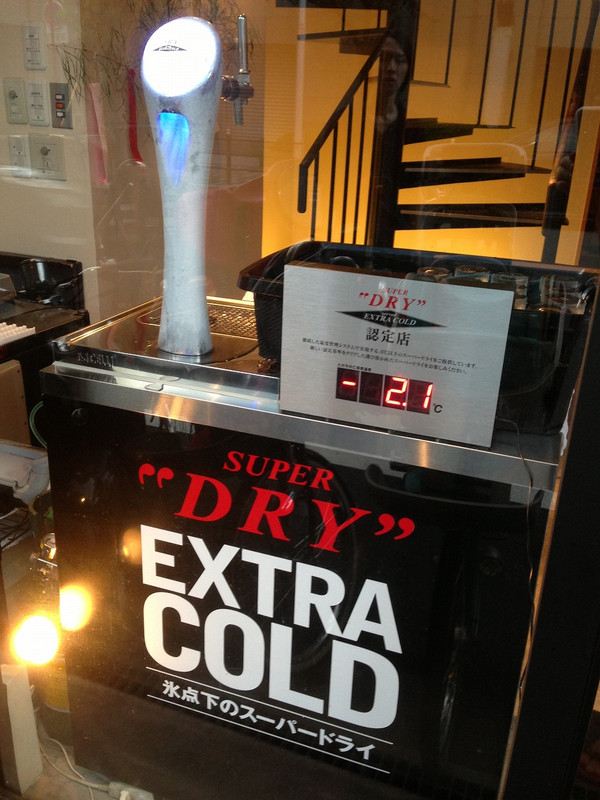 SUPER
"DRY"
EXTRA COLD
認定店
- 2.1 ℃
SUPER
"DRY"
EXTRA
COLD
氷点下のスーパードライ